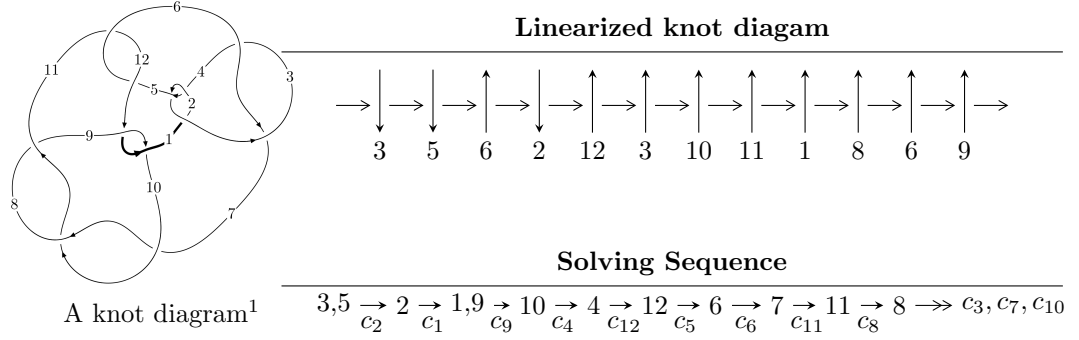 6
11
12
5
4
3
2
9
1
10
8
7
A knot diagram¹
Linearized knot diagam
3 5 6 2 12 3 10 11 1 8 6 9
Solving Sequence
3,5 → 2 → 1,9 → 10 → 4 → 12 → 6 → 7 → 11 → 8 ↠ c₃, c₇, c₁₀
c₂ c₁ c₉ c₄ c₁₂ c₅ c₆ c₁₁ c₈